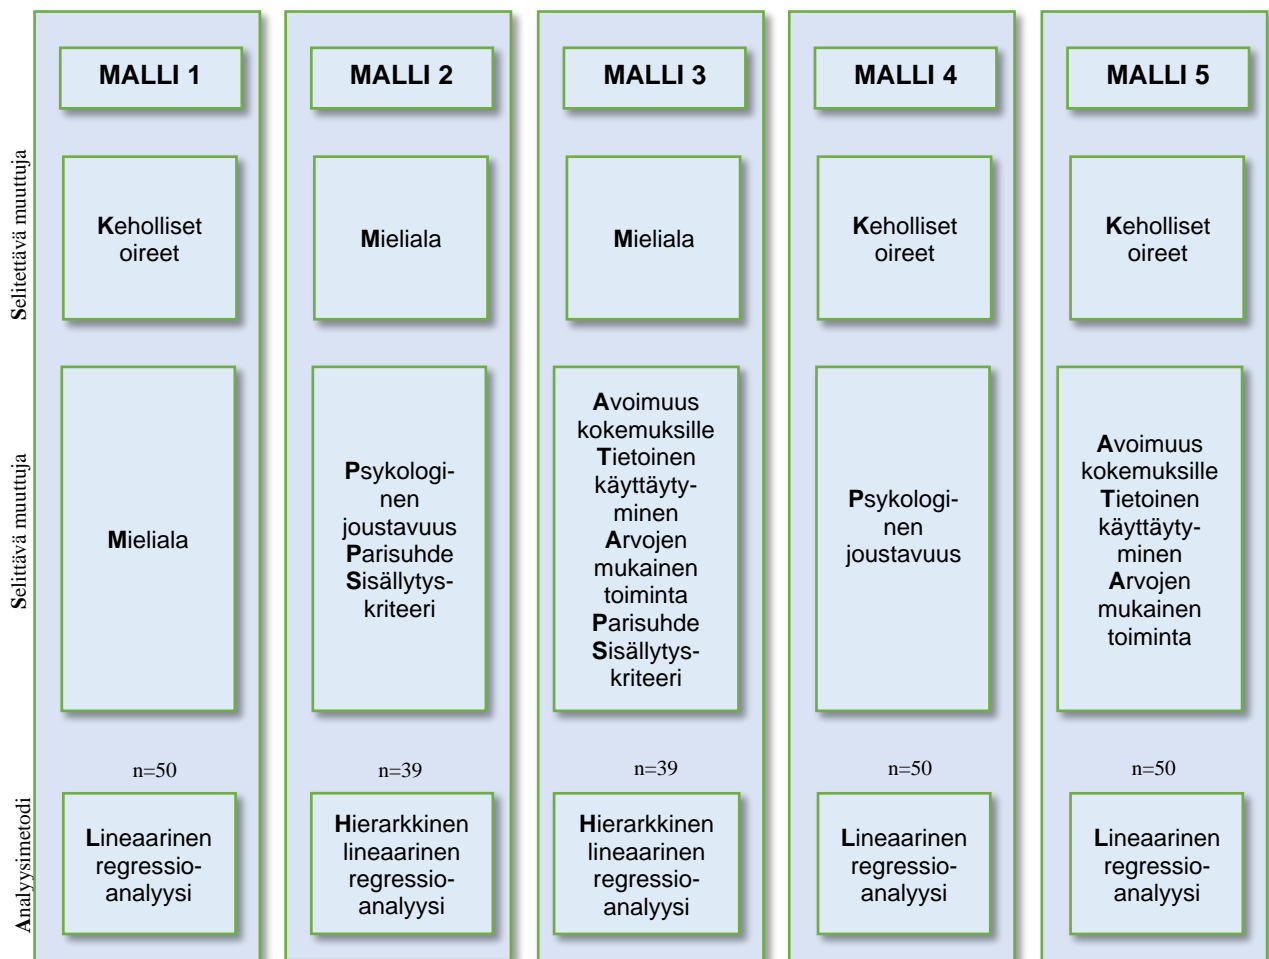 MALLI 1
MALLI 2
MALLI 3
MALLI 4
MALLI 5
Selitettävä muuttuja
Keholliset
oireet
Mieliala
Mieliala
Keholliset
oireet
Keholliset
oireet
Selittävä muuttuja
Mieliala
Psykologi-
nen
joustavuus
Parisuhde
Sisällytys-
kriteeri
Avoimuus
kokemuksille
Tietoinen
käyttäyty-
minen
Arvojen
mukainen
toiminta
Parisuhde
Sisällytys-
kriteeri
Psykologi-
nen
joustavuus
Avoimuus
kokemuksille
Tietoinen
käyttäyty-
minen
Arvojen
mukainen
toiminta
n=50
n=39
n=39
n=50
n=50
Analyysimetodi
Lineaarinen
regressio-
analyysi
Hierarkkinen
lineaarinen
regressio-
analyysi
Hierarkkinen
lineaarinen
regressio-
analyysi
Lineaarinen
regressio-
analyysi
Lineaarinen
regressio-
analyysi